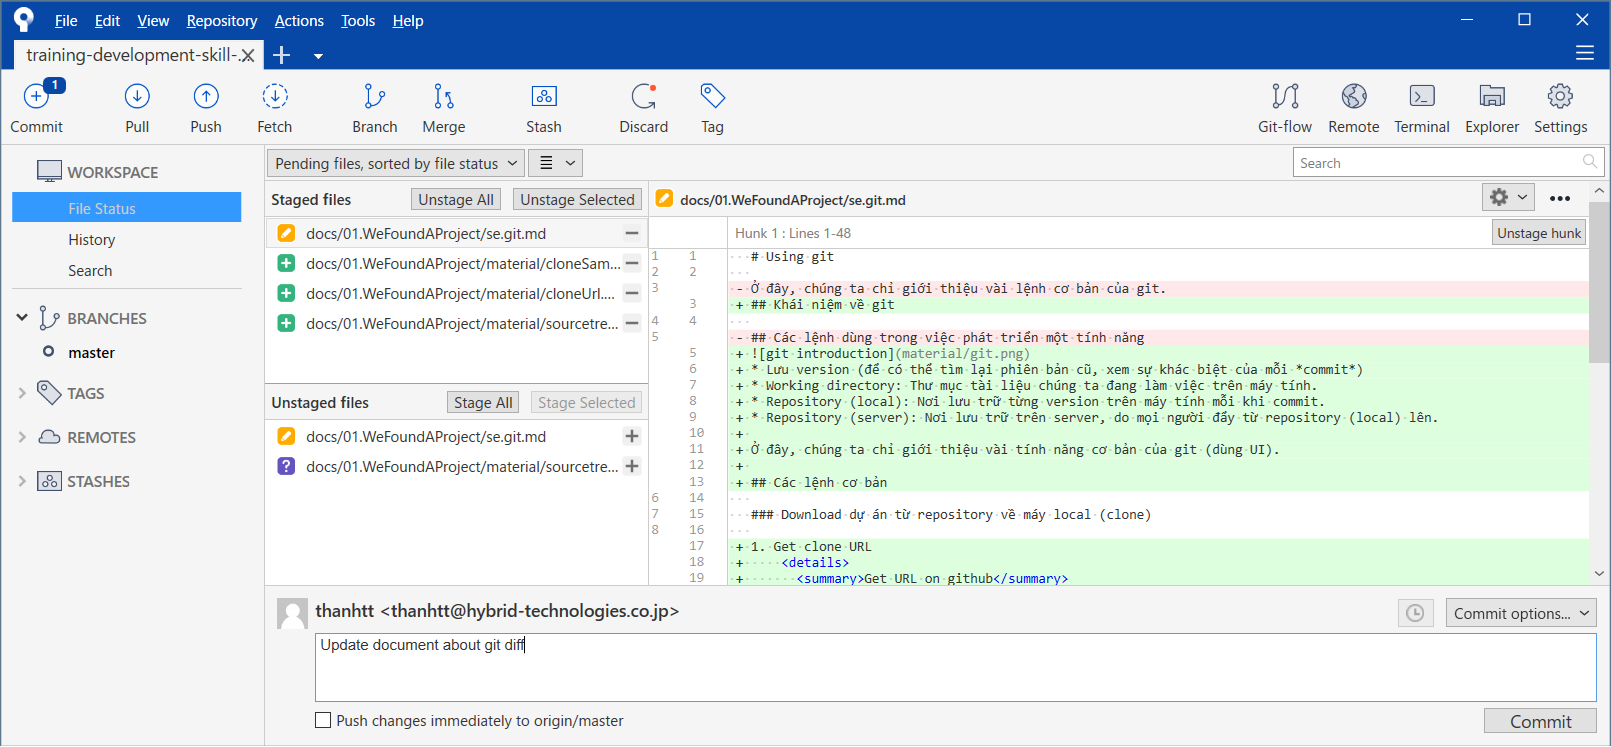 File Edit View Repository Actions Tools Help
training-development-skill-...
1
Commit Pull Push Fetch Branch Merge Stash Discard Tag Git-flow Remote Terminal Explorer Settings
WORKSPACE
File Status
History
Search
BRANCHES
master
TAGS
REMOTES
STASHES
Pending files, sorted by file status
Search
Staged files Unstage All Unstage Selected
docs/01.WeFoundAProject/se.git.md
docs/01.WeFoundAProject/material/cloneSam...
docs/01.WeFoundAProject/material/cloneUrl....
docs/01.WeFoundAProject/material/sourcetre...
Unstaged files Stage All Stage Selected
docs/01.WeFoundAProject/se.git.md
docs/01.WeFoundAProject/material/sourcetre...
docs/01.WeFoundAProject/se.git.md
Hunk 1 : Lines 1-48 Unstage hunk
1 1 # Using git
2 2
3 - Ở đây, chúng ta chỉ giới thiệu vài lệnh cơ bản của git.
3 + ## Khái niệm về git
4 4
5 - ## Các lệnh dùng trong việc phát triển một tính năng
5 + ![git introduction](material/git.png)
6 + * Lưu version (để có thể tìm lại phiên bản cũ, xem sự khác biệt của mỗi *commit*)
7 + * Working directory: Thư mục tài liệu chúng ta đang làm việc trên máy tính.
8 + * Repository (local): Nơi lưu trữ từng version trên máy tính mỗi khi commit.
9 + * Repository (server): Nơi lưu trữ trên server, do mọi người đẩy từ repository (local) lên.
10 +
11 + Ở đây, chúng ta chỉ giới thiệu vài tính năng cơ bản của git (dùng UI).
12 +
13 + ## Các lệnh cơ bản
6 14
7 15 ### Download dự án từ repository về máy local (clone)
8 16
17 + 1. Get clone URL
18 + <details>
19 + <summary>Get URL on github</summary>
thanhtt <thanhtt@hybrid-technologies.co.jp>
Commit options...
Update document about git diff
Push changes immediately to origin/master
Commit